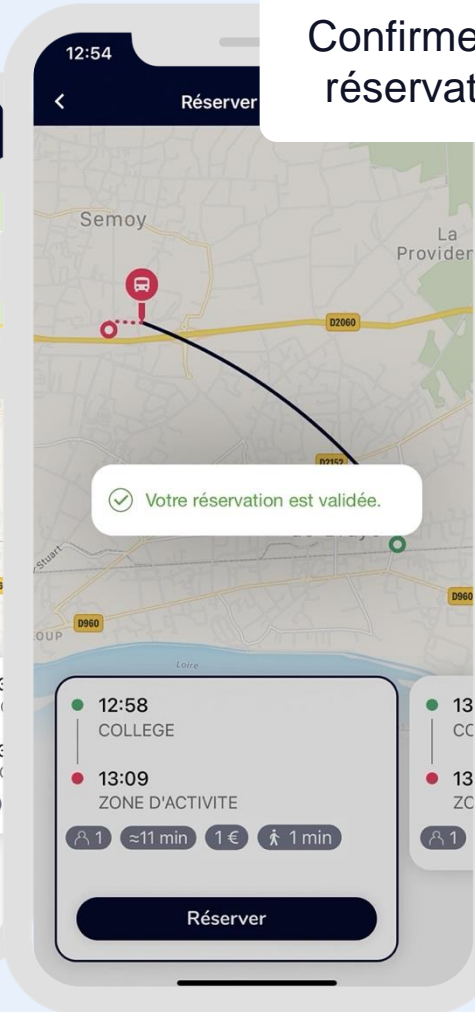 Confirme
réservat
12:54
Réserver
Semoy
La
Provider
D2060
D2152
Votre réservation est validée.
D960
D960
OUP
Loire
12:58
COLLEGE
13:09
ZONE D'ACTIVITE
1 ≈11 min 1 € 1 min
Réserver
13
CC
13
ZC
1